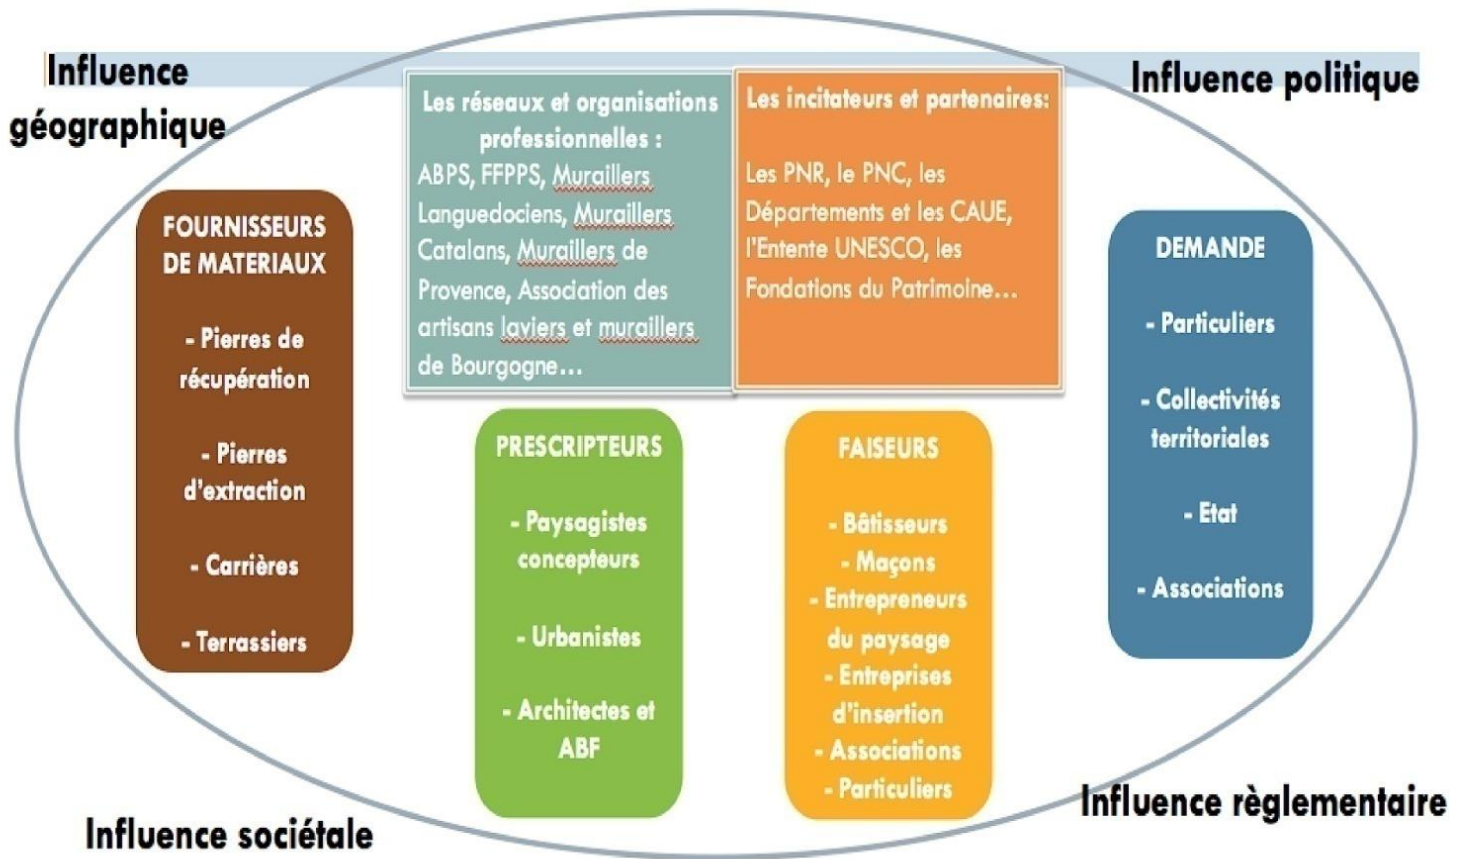 Influence
géographique
Influence politique
Les réseaux et organisations
professionnelles :
ABPS, FFPPS, Muraillers
Languedociens, Muraillers
Catalans, Muraillers de
Provence, Association des
artisans laviers et muraillers
de Bourgogne...
Les incitateurs et partenaires:
Les PNR, le PNC, les
Départements et les CAUE,
l'Entente UNESCO, les
Fondations du Patrimoine...
FOURNISSEURS
DE MATERIAUX
- Pierres de
récupération
- Pierres
d'extraction
- Carrières
- Terrassiers
PRESCRIPTEURS
- Paysagistes
concepteurs
- Urbanistes
- Architectes et
ABF
FAISEURS
- Bâtisseurs
- Maçons
- Entrepreneurs
du paysage
- Entreprises
d'insertion
- Associations
- Particuliers
DEMANDE
- Particuliers
- Collectivités
territoriales
- Etat
- Associations
Influence sociétale
Influence règlementaire